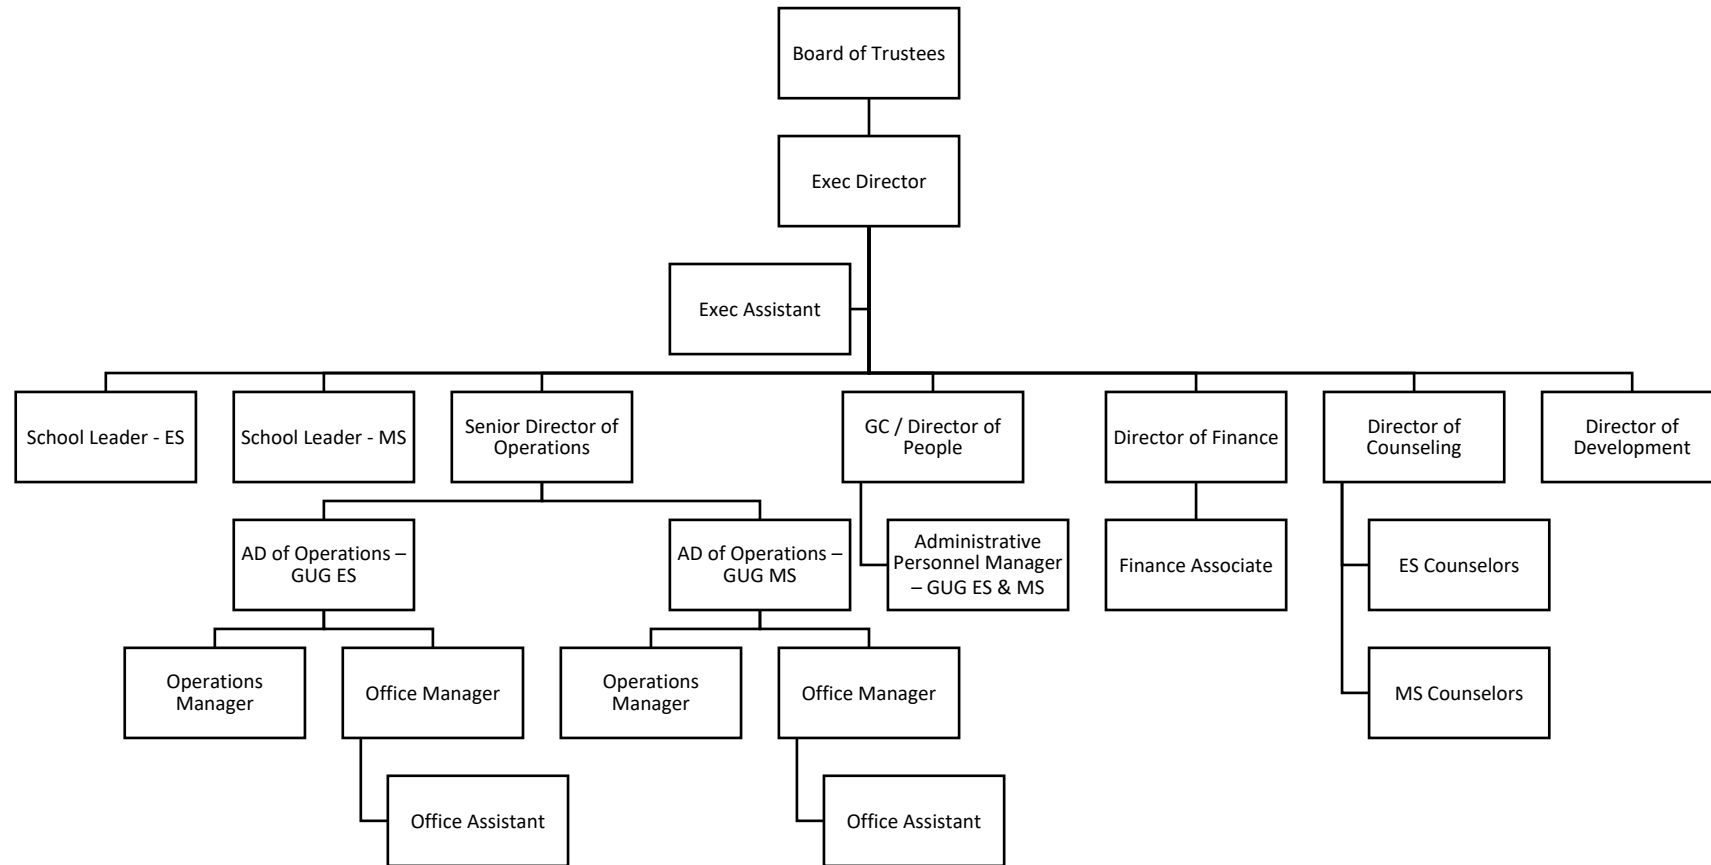 Board of Trustees
Exec Director
Exec Assistant
School Leader - ES
School Leader - MS
Senior Director of
Operations
GC / Director of
People
Director of Finance
Director of
Counseling
Director of
Development
AD of Operations –
GUG ES
AD of Operations –
GUG MS
Administrative
Personnel Manager
– GUG ES & MS
Finance Associate
ES Counselors
Operations
Manager
Office Manager
Operations
Manager
Office Manager
MS Counselors
Office Assistant
Office Assistant